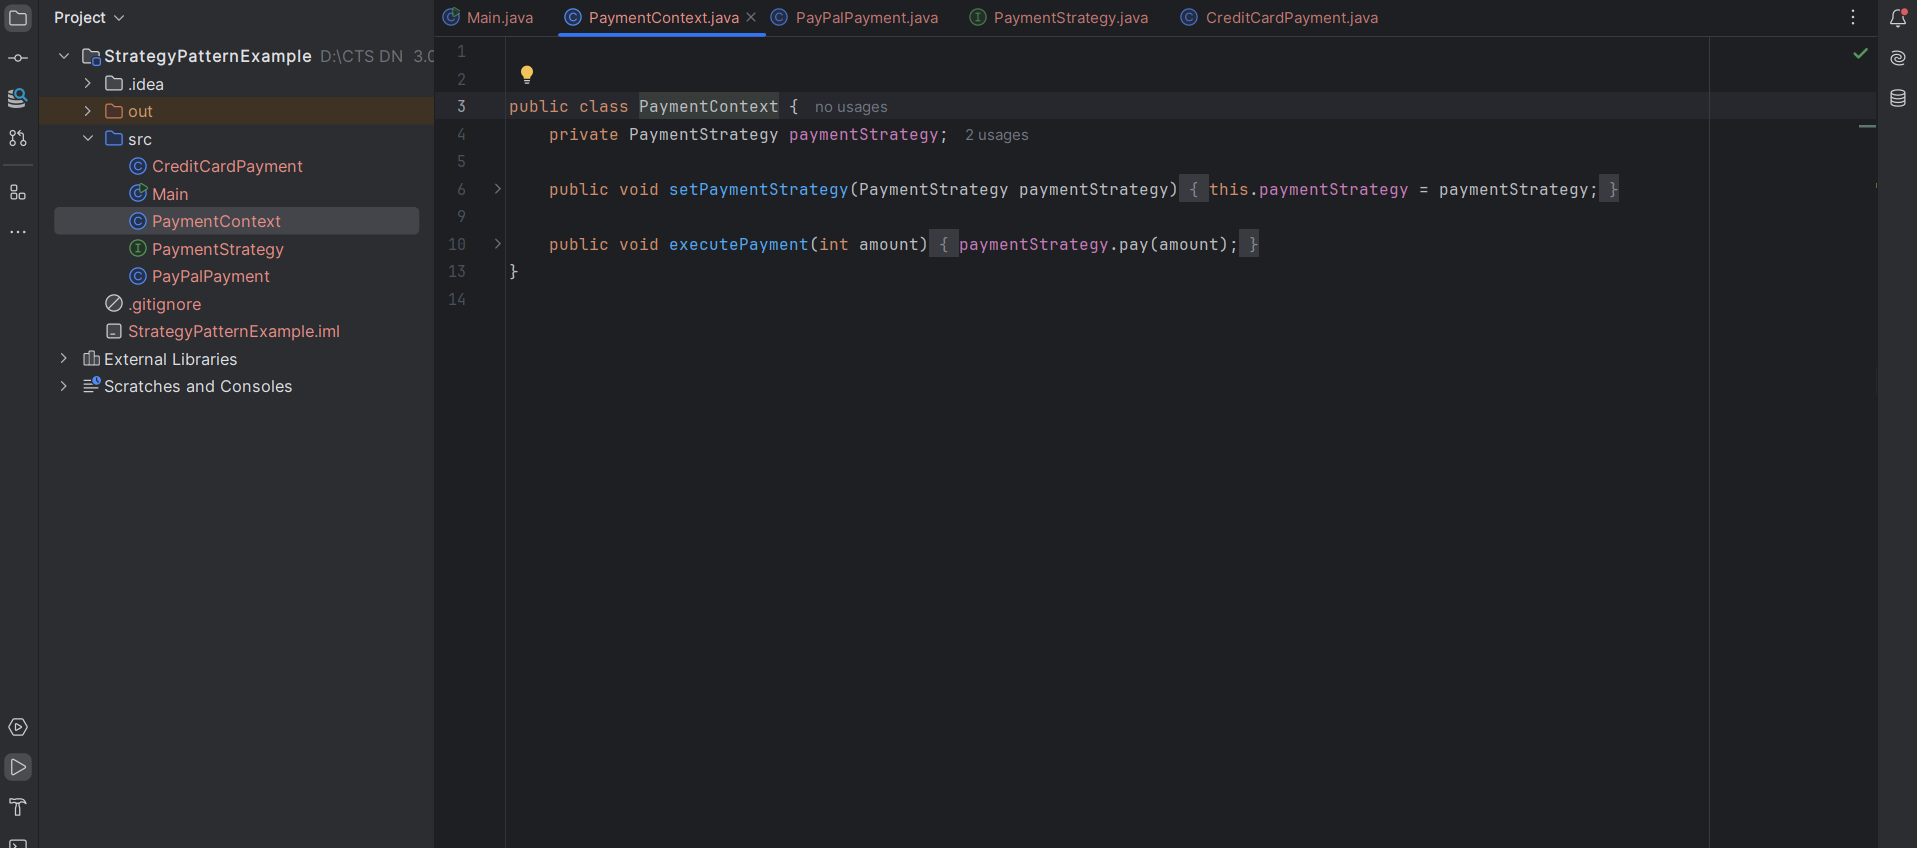 Project
StrategyPatternExample D:\CTS DN 3.0
.idea
out
src
CreditCardPayment
Main
PaymentContext
PaymentStrategy
PayPalPayment
.gitignore
StrategyPatternExample.iml
External Libraries
Scratches and Consoles
Main.java PaymentContext.java PayPalPayment.java PaymentStrategy.java CreditCardPayment.java
1
2
3 public class PaymentContext { no usages
4 private PaymentStrategy paymentStrategy; 2 usages
5
6 public void setPaymentStrategy(PaymentStrategy paymentStrategy) { this.paymentStrategy = paymentStrategy; }
9
10 public void executePayment(int amount) { paymentStrategy.pay(amount); }
13 }
14